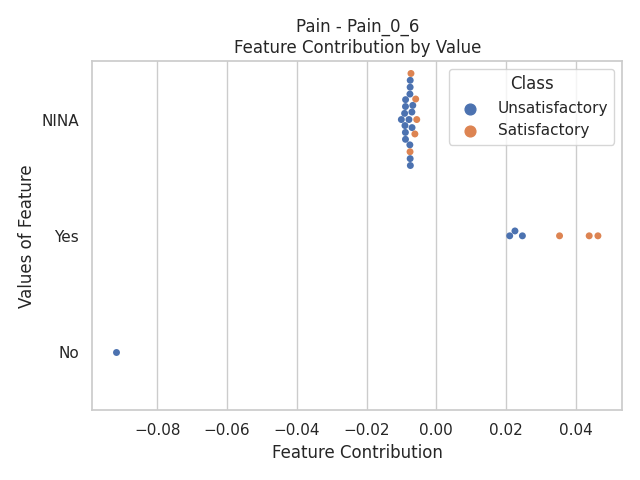 Pain - Pain_0_6
Feature Contribution by Value
Class
Unsatisfactory
Satisfactory
Values of Feature
NINA
Yes
No
−0.08 −0.06 −0.04 −0.02 0.00 0.02 0.04
Feature Contribution